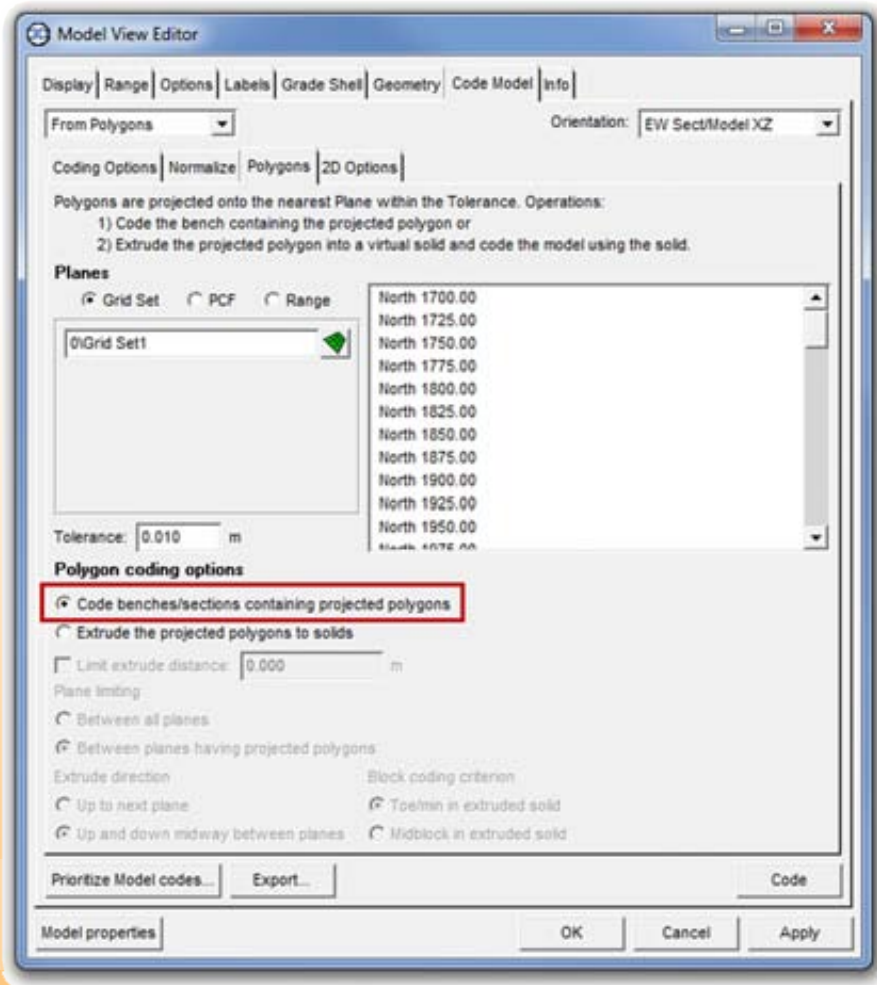 Model View Editor
Display Range Options Labels Grade Shell Geometry Code Model Info
From Polygons Orientation: EW Sect/Model XZ
Coding Options Normalize Polygons 2D Options
Polygons are projected onto the nearest Plane within the Tolerance. Operations:
1) Code the bench containing the projected polygon or
2) Extrude the projected polygon into a virtual solid and code the model using the solid.
Planes
Grid Set PCF Range
0\Grid Set1
North 1700.00
North 1725.00
North 1750.00
North 1775.00
North 1800.00
North 1825.00
North 1850.00
North 1875.00
North 1900.00
North 1925.00
North 1950.00
North 1975.00
Tolerance: 0.010 m
Polygon coding options
Code benches/sections containing projected polygons
Extrude the projected polygons to solids
Limit extrude distance: 0.000 m
Plane limiting
Between all planes
Between planes having projected polygons
Extrude direction Block coding criterion
Up to next plane Toe/min in extruded solid
Up and down midway between planes Midblock in extruded solid
Prioritize Model codes... Export... Code
Model properties OK Cancel Apply